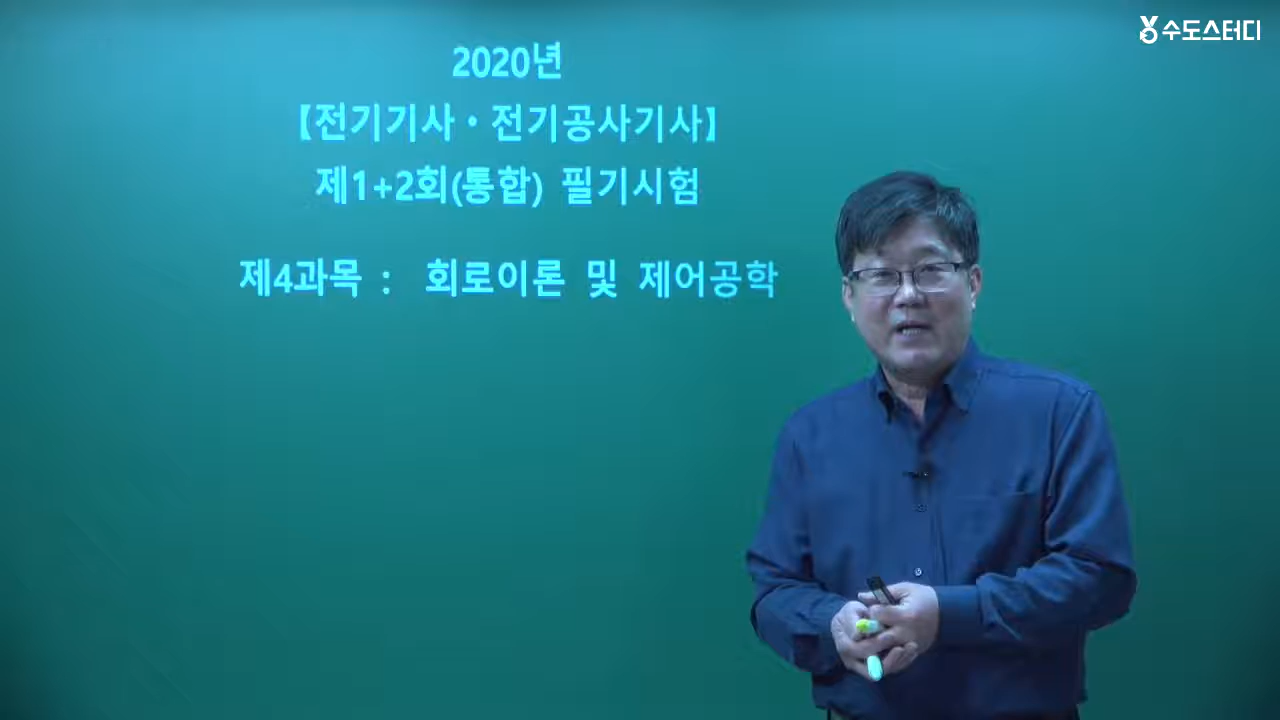 수도스터디
2020년
【전기기사·전기공사기사】
제1+2회(통합) 필기시험
제4과목 : 회로이론 및 제어공학